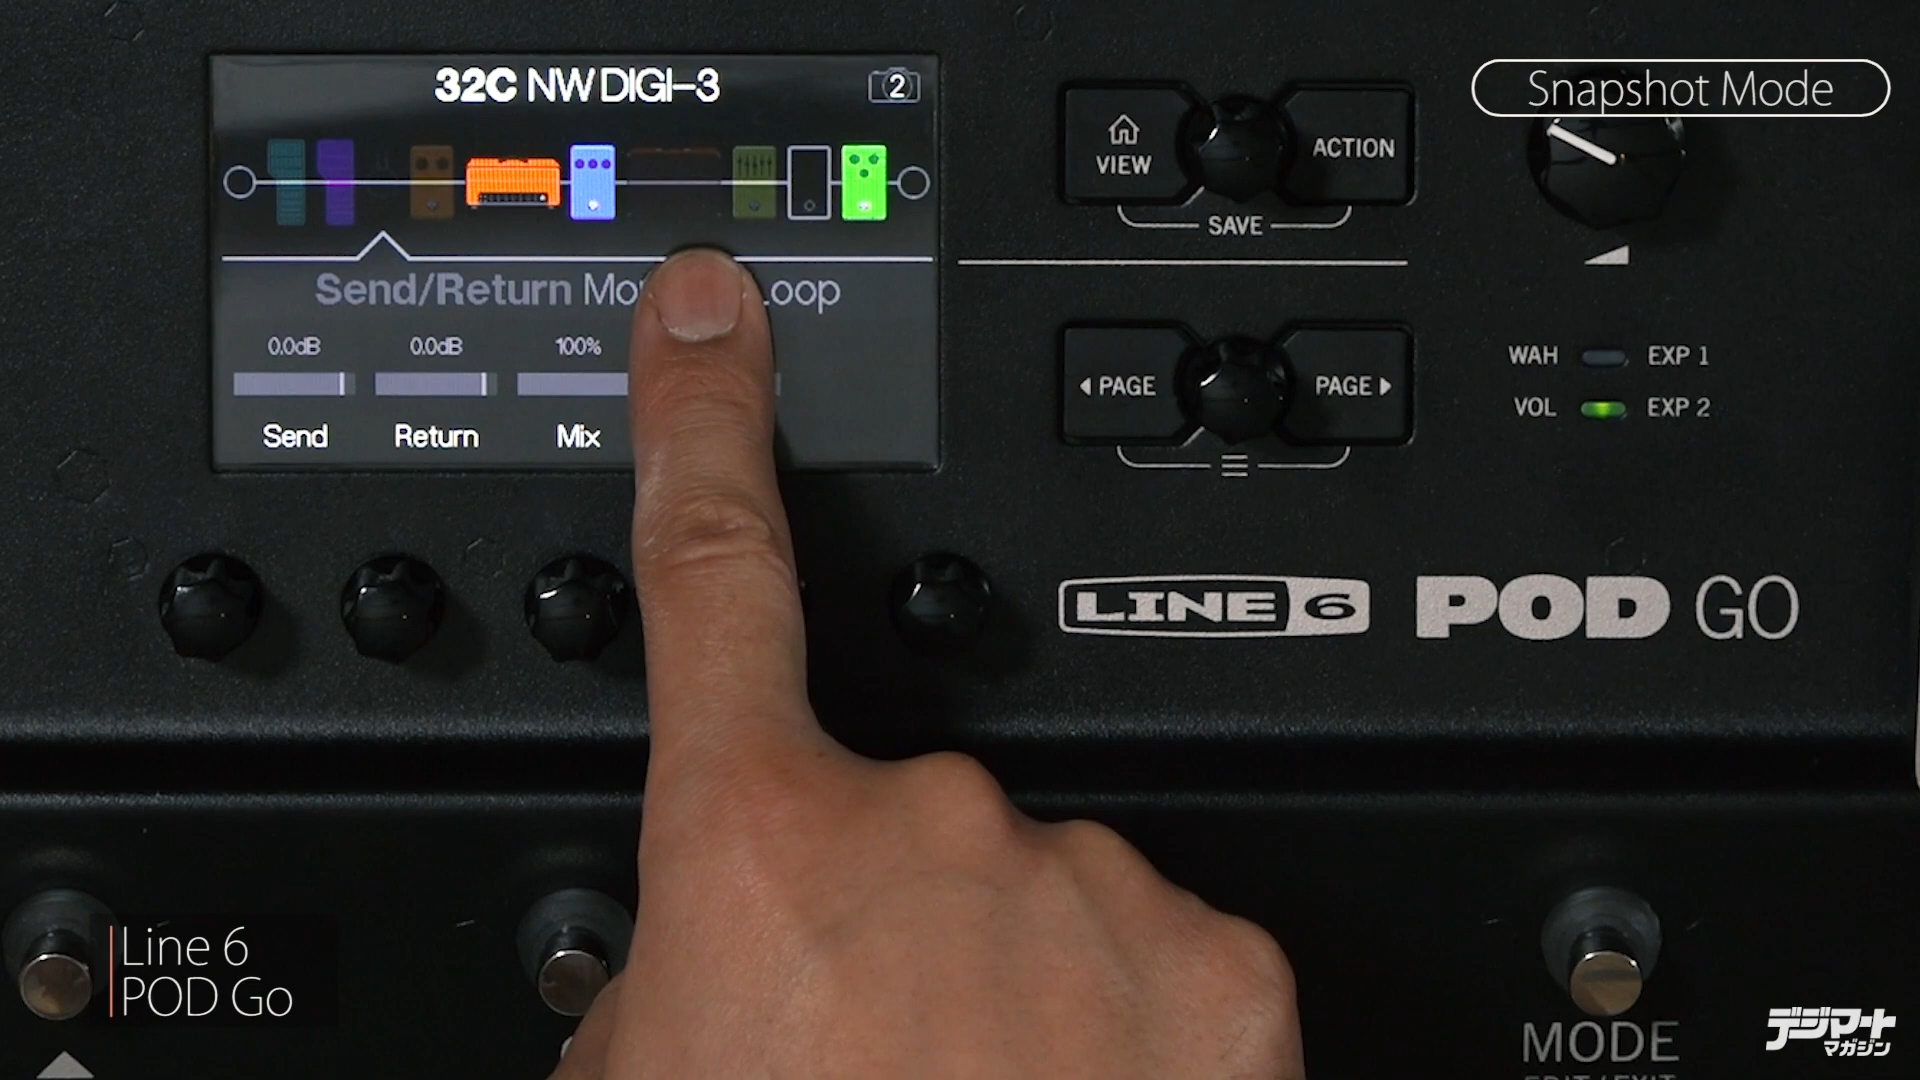 Snapshot Mode
32C NW DIGI-3
2
VIEW
ACTION
SAVE
Send/Return Loop
0.0dB 0.0dB 100%
Send Return Mix
PAGE PAGE
WAH EXP 1
VOL EXP 2
LINE 6 POD GO
Line 6
POD Go
MODE
デジマート
マガジン